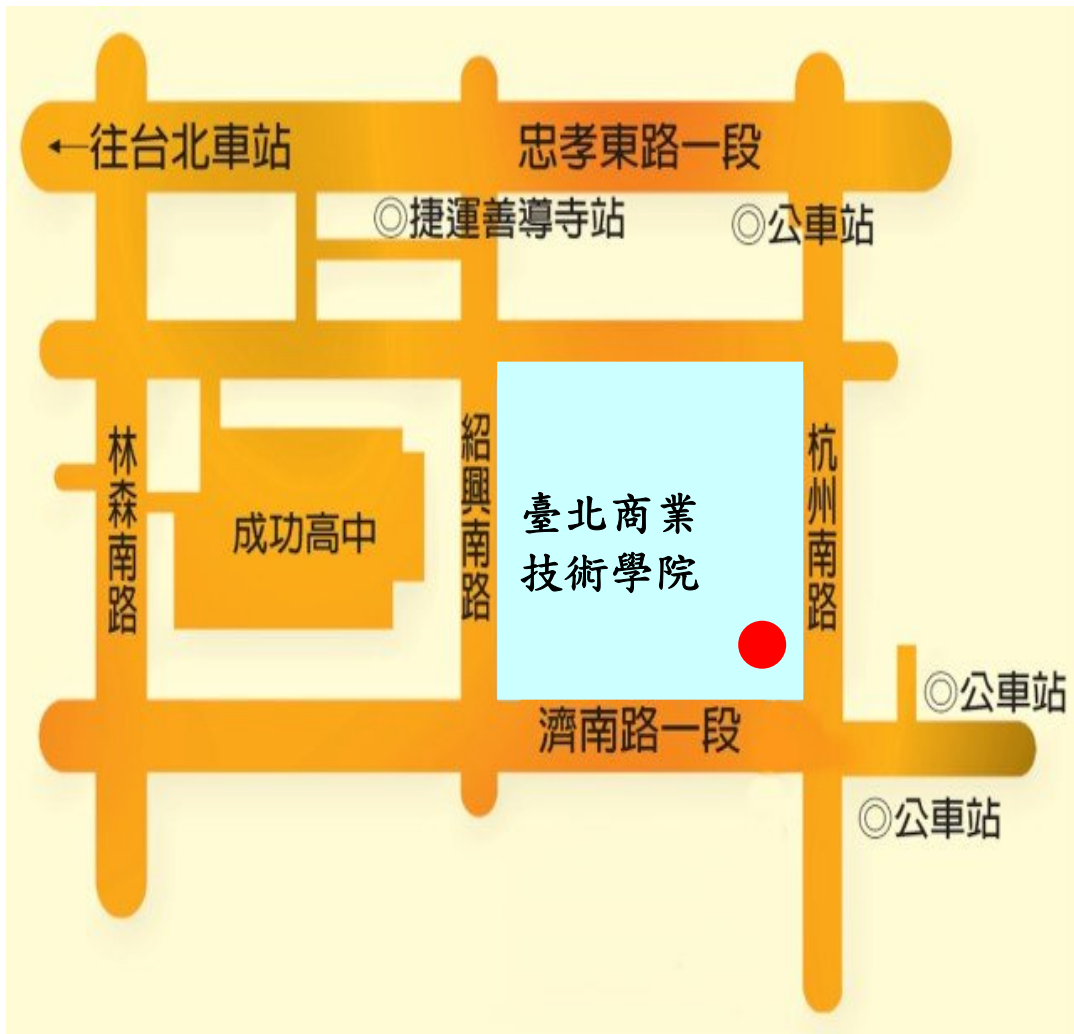 ←往台北車站
忠孝東路一段
◎捷運善導寺站
◎公車站
林森南路
紹興南路
杭州南路
成功高中
臺北商業
技術學院
◎公車站
濟南路一段
◎公車站